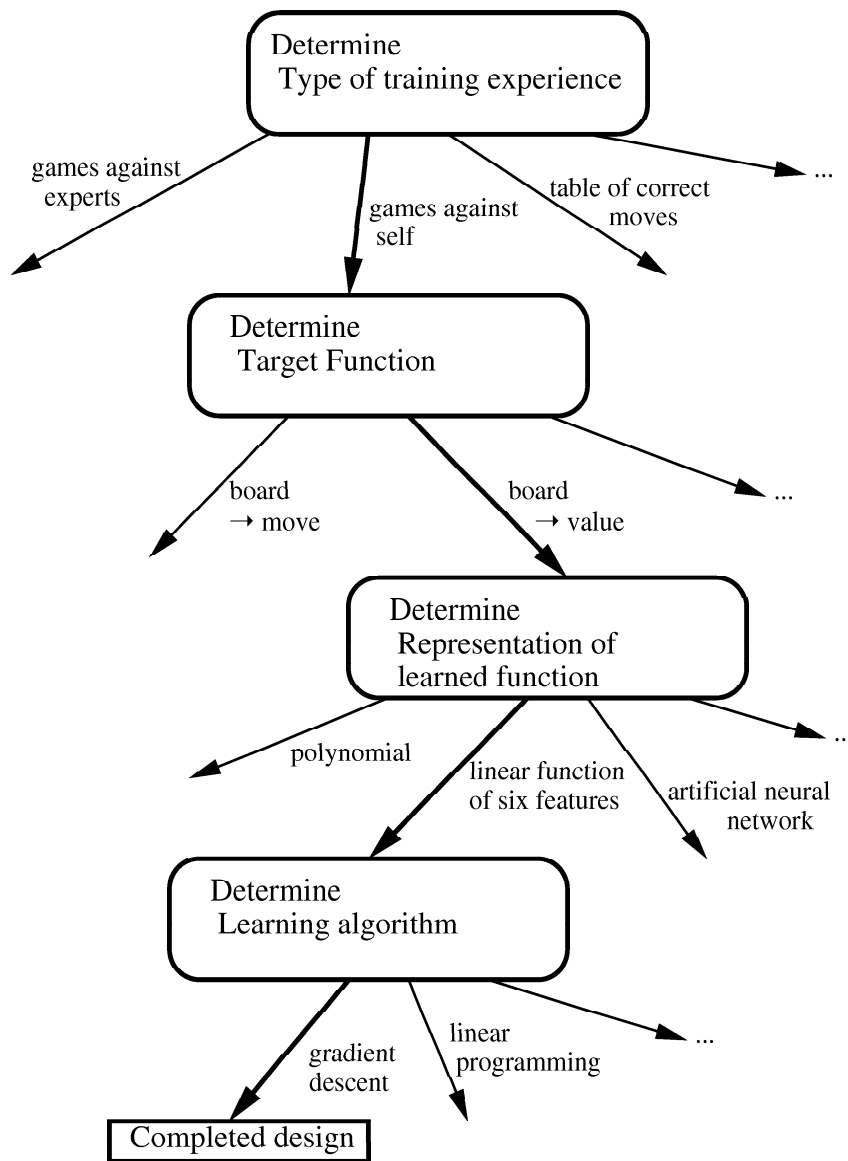 Determine
Type of training experience
games against
experts
games against
self
table of correct
moves
...
Determine
Target Function
board
→ move
board
→ value
...
Determine
Representation of
learned function
polynomial
linear function
of six features
artificial neural
network
..
Determine
Learning algorithm
gradient
descent
linear
programming
...
Completed design